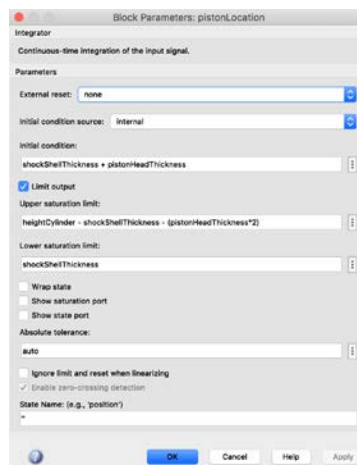 Block Parameters: pistonLocation
Integrator
Continuous-time integration of the input signal.
Parameters
External reset: none
Initial condition source: internal
Initial condition:
shockShellThickness + pistonHeadThickness
Limit output
Upper saturation limit:
heightCylinder - shockShellThickness - (pistonHeadThickness*2)
Lower saturation limit:
shockShellThickness
Wrap state
Show saturation port
Show state port
Absolute tolerance:
auto
Ignore limit and reset when linearizing
Enable zero-crossing detection
State Name: (e.g., 'position')
''
OK Cancel Help Apply